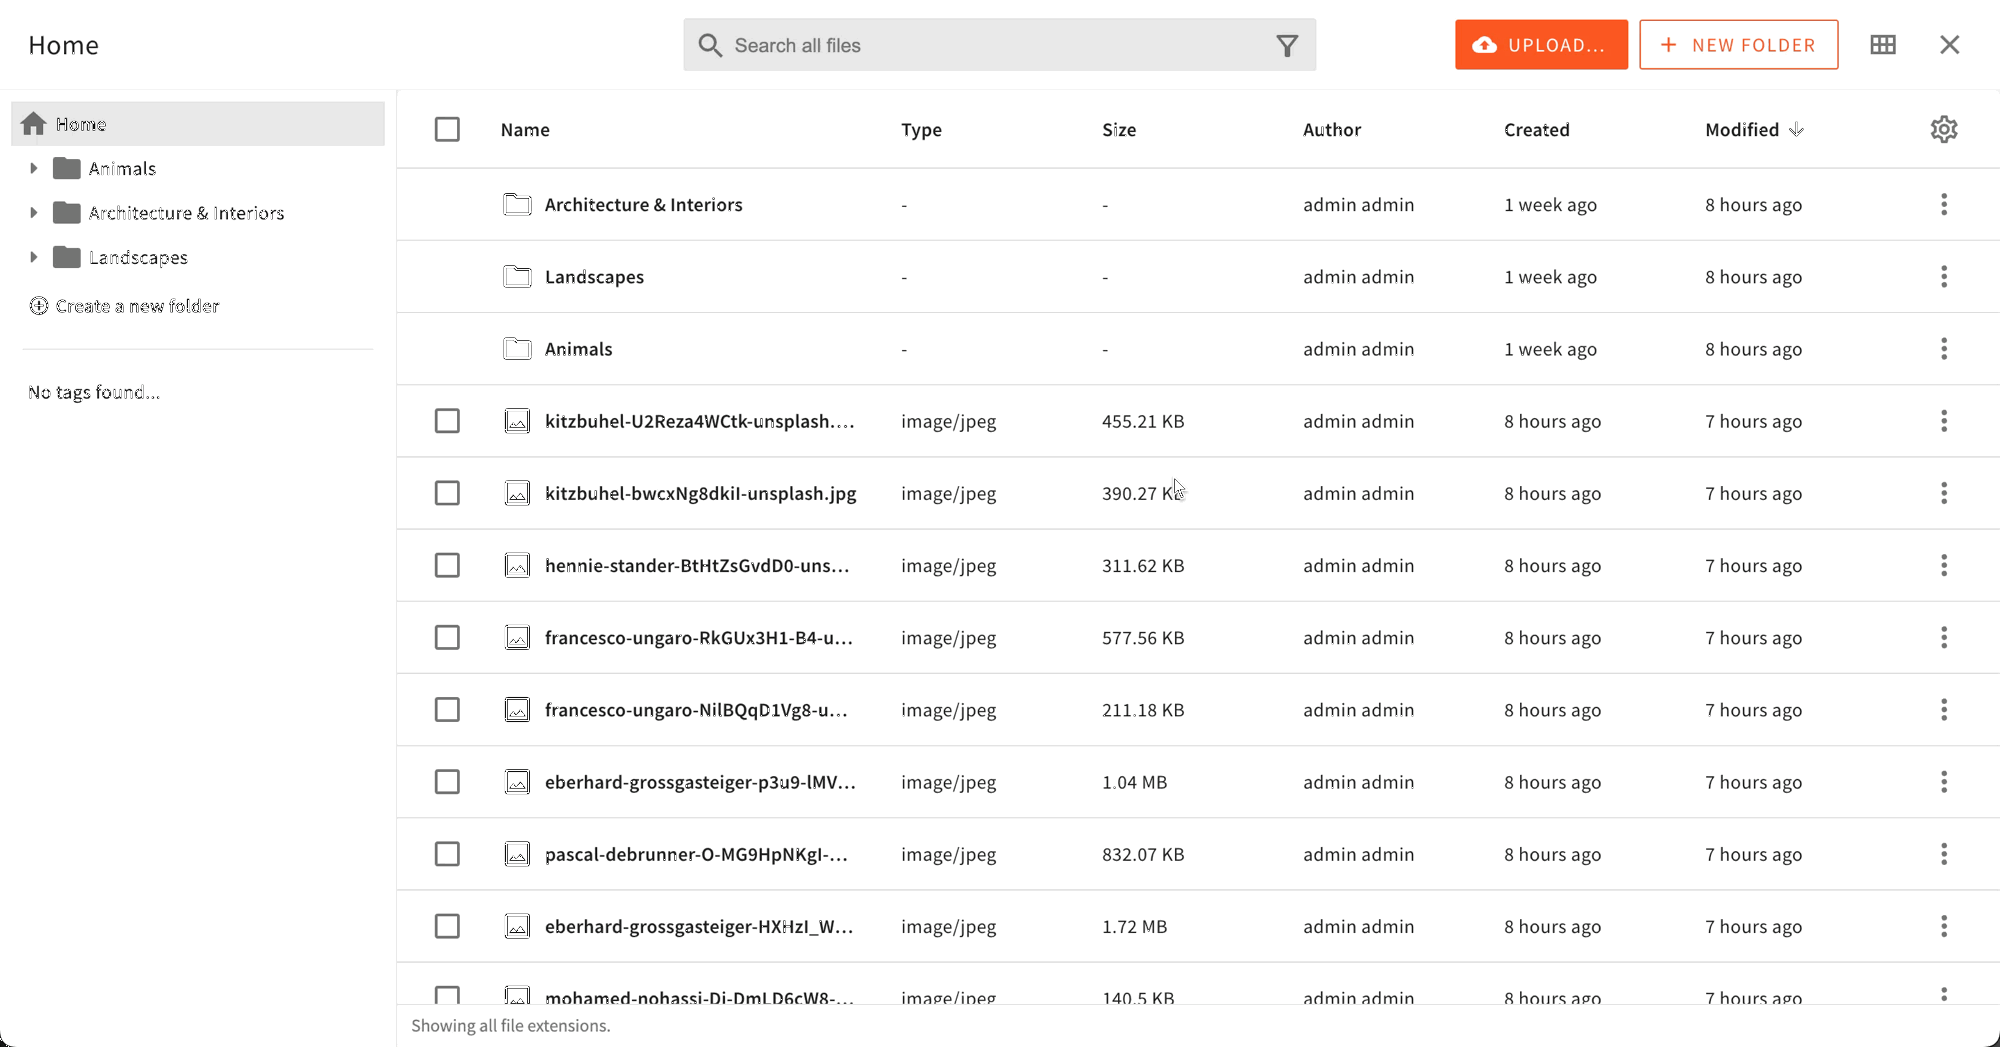 Home
Search all files
UPLOAD...
NEW FOLDER
Home
Animals
Architecture & Interiors
Landscapes
Create a new folder
No tags found...
Name Type Size Author Created Modified
Architecture & Interiors - - admin admin 1 week ago 8 hours ago
Landscapes - - admin admin 1 week ago 8 hours ago
Animals - - admin admin 1 week ago 8 hours ago
kitzbuhel-U2Reza4WCtk-unsplash.... image/jpeg 455.21 KB admin admin 8 hours ago 7 hours ago
kitzbuhel-bwcxNg8dkiI-unsplash.jpg image/jpeg 390.27 KB admin admin 8 hours ago 7 hours ago
hennie-stander-BtHtZsGvdD0-uns... image/jpeg 311.62 KB admin admin 8 hours ago 7 hours ago
francesco-ungaro-RkGUx3H1-B4-u... image/jpeg 577.56 KB admin admin 8 hours ago 7 hours ago
francesco-ungaro-NilBQqD1Vg8-u... image/jpeg 211.18 KB admin admin 8 hours ago 7 hours ago
eberhard-grossgasteiger-p3u9-lMV... image/jpeg 1.04 MB admin admin 8 hours ago 7 hours ago
pascal-debrunner-O-MG9HpNKgI-... image/jpeg 832.07 KB admin admin 8 hours ago 7 hours ago
eberhard-grossgasteiger-HXHzI_W... image/jpeg 1.72 MB admin admin 8 hours ago 7 hours ago
mohamed-nohassi-Di-DmLD6cW8-... image/jpeg 140.5 KB admin admin 8 hours ago 7 hours ago
Showing all file extensions.